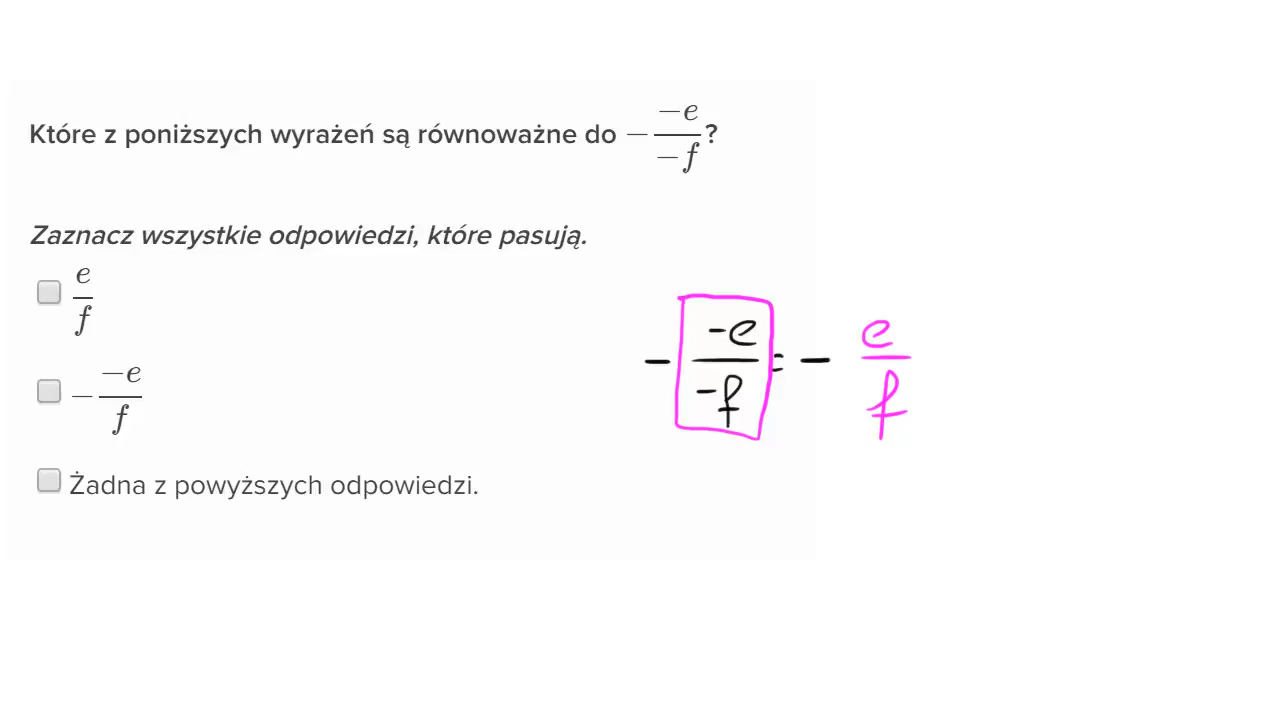 Które z poniższych wyrażeń są równoważne do − −e/−f ?
Zaznacz wszystkie odpowiedzi, które pasują.
e/f
− −e/f
Żadna z powyższych odpowiedzi.
− −e/−f = − e/f